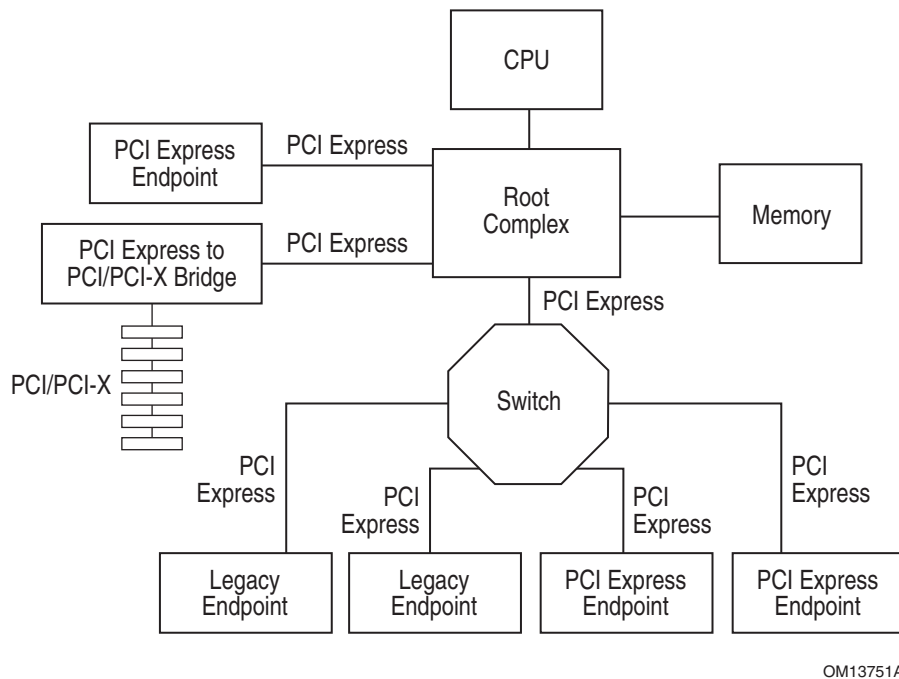 CPU
PCI Express
Endpoint
PCI Express
Root
Complex
Memory
PCI Express to
PCI/PCI-X Bridge
PCI Express
PCI Express
PCI/PCI-X
Switch
PCI
Express
PCI
Express
PCI
Express
PCI
Express
Legacy
Endpoint
Legacy
Endpoint
PCI Express
Endpoint
PCI Express
Endpoint
OM13751A